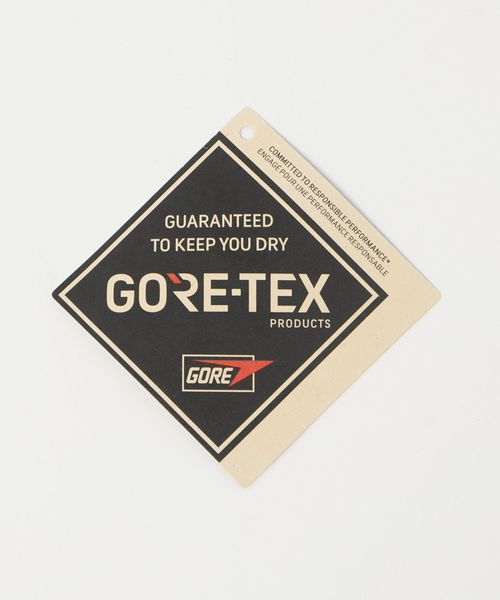 COMMITTED TO RESPONSIBLE PERFORMANCE*
ENGAGÉ POUR UNE PERFORMANCE RESPONSABLE
GUARANTEED
TO KEEP YOU DRY
GORE-TEX
PRODUCTS
GORE